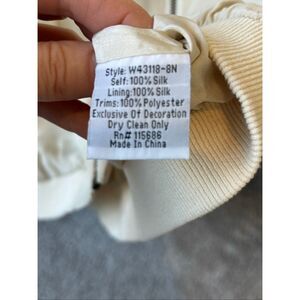 Style: W43118-8N
Self: 100% Silk
Lining: 100% Silk
Trims: 100% Polyester
Exclusive Of Decoration
Dry Clean Only
Rn# 115686
Made In China